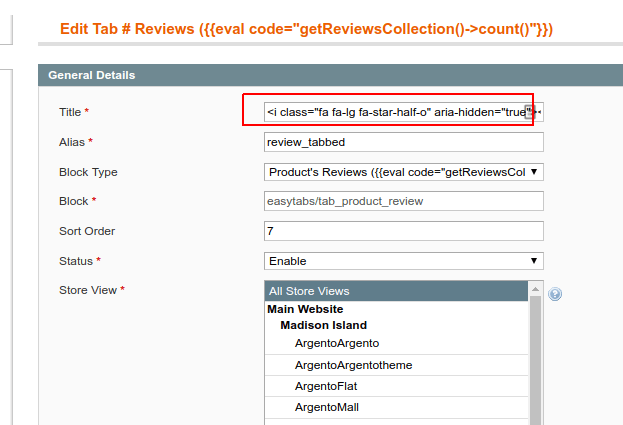 Edit Tab # Reviews ({{eval code="getReviewsCollection()->count()"}})
General Details
Title * <i class="fa fa-lg fa-star-half-o" aria-hidden="true"
Alias * review_tabbed
Block Type Product's Reviews ({{eval code="getReviewsCol
Block * easytabs/tab_product_review
Sort Order 7
Status * Enable
Store View * All Store Views
Main Website
Madison Island
ArgentoArgento
ArgentoArgentotheme
ArgentoFlat
ArgentoMall